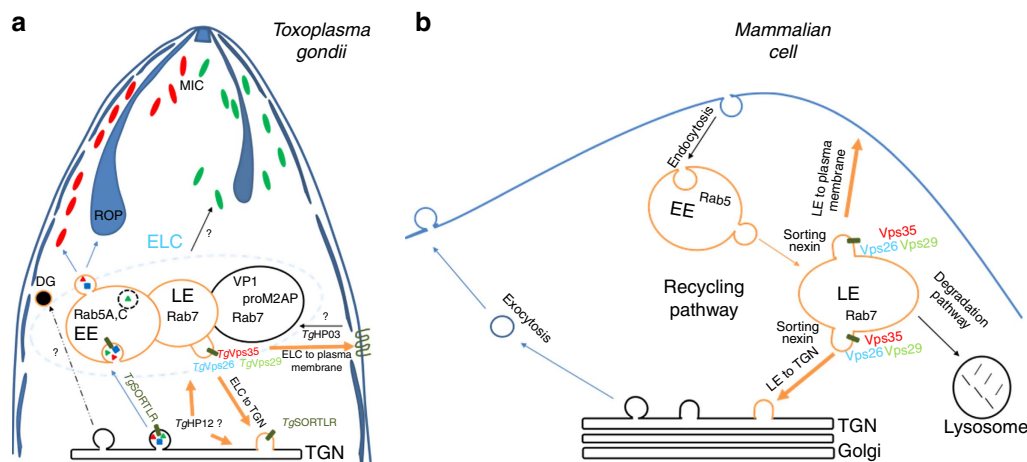 a
Toxoplasma
gondii
MIC
ROP
ELC
?
DG
?
VP1
proM2AP
Rab7
LE
Rab7
Rab5A,C
EE
?
TgHP03
TgVps35
TgVps26 TgVps29
ELC to plasma
membrane
ELC to TGN
TgSORTLR
TgHP12 ?
TgSORTLR
TGN
b
Mammalian
cell
Endocytosis
EE
Rab5
LE to plasma
membrane
Sorting
nexin
Vps35
Vps26 Vps29
Recycling
pathway
LE
Rab7
Degradation
pathway
Sorting
nexin
Vps35
Vps26 Vps29
Exocytosis
LE to TGN
Lysosome
TGN
Golgi